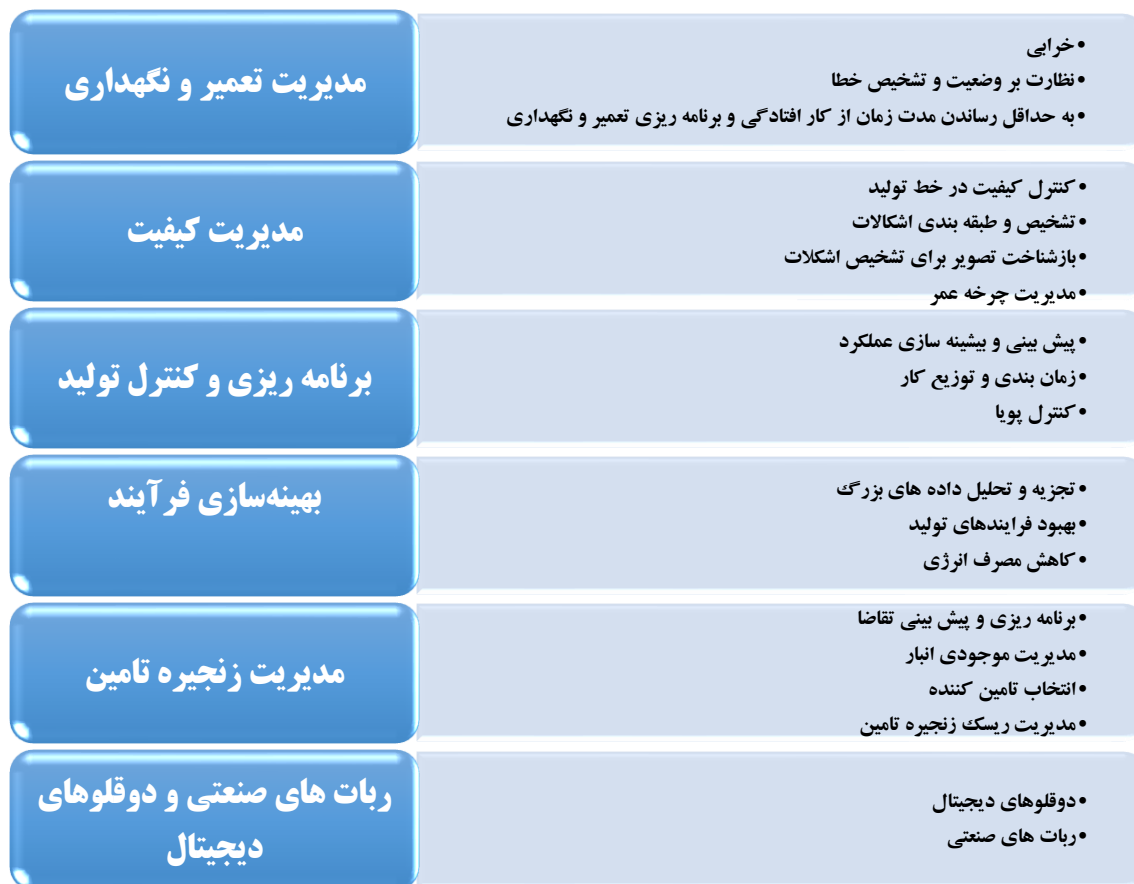 مدیریت تعمیر و نگهداری
•خرابی
•نظارت بر وضعیت و تشخیص خطا
•به حداقل رساندن مدت زمان از کار افتادگی و برنامه ریزی تعمیر و نگهداری
مدیریت کیفیت
•کنترل کیفیت در خط تولید
•تشخیص و طبقه بندی اشکالات
•بازشناخت تصویر برای تشخیص اشکلات
•مدیریت چرخه عمر
برنامه ریزی و کنترل تولید
•پیش بینی و بیشینه سازی عملکرد
•زمان بندی و توزیع کار
•کنترل پویا
بهینه‌سازی فرآیند
•تجزیه و تحلیل داده های بزرگ
•بهبود فرایندهای تولید
•کاهش مصرف انرژی
مدیریت زنجیره تامین
•برنامه ریزی و پیش بینی تقاضا
•مدیریت موجودی انبار
•انتخاب تامین کننده
•مدیریت ریسک زنجیره تامین
ربات های صنعتی و دوقلوهای
دیجیتال
•دوقلوهای دیجیتال
•ربات های صنعتی